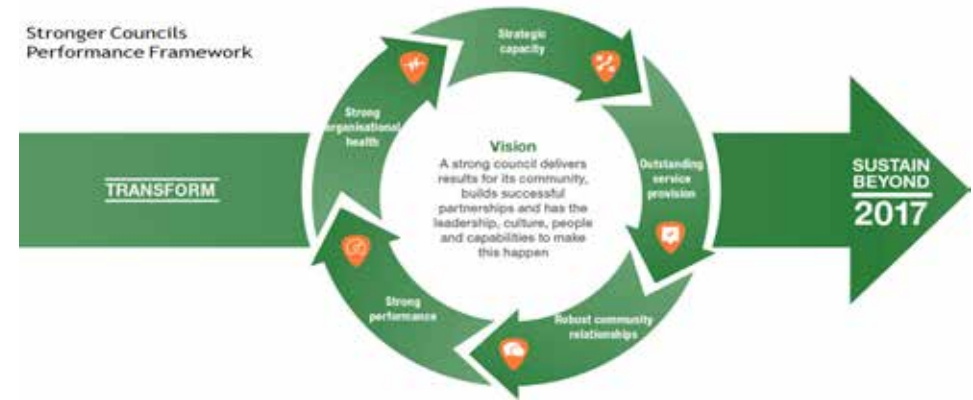 Stronger Councils
Performance Framework
Strategic
capacity
Strong
organisational
health
Vision
A strong council delivers
results for its community,
builds successful
partnerships and has the
leadership, culture, people
and capabilities to make
this happen
Outstanding
service
provision
TRANSFORM
SUSTAIN
BEYOND
2017
Strong
performance
Robust community
relationships